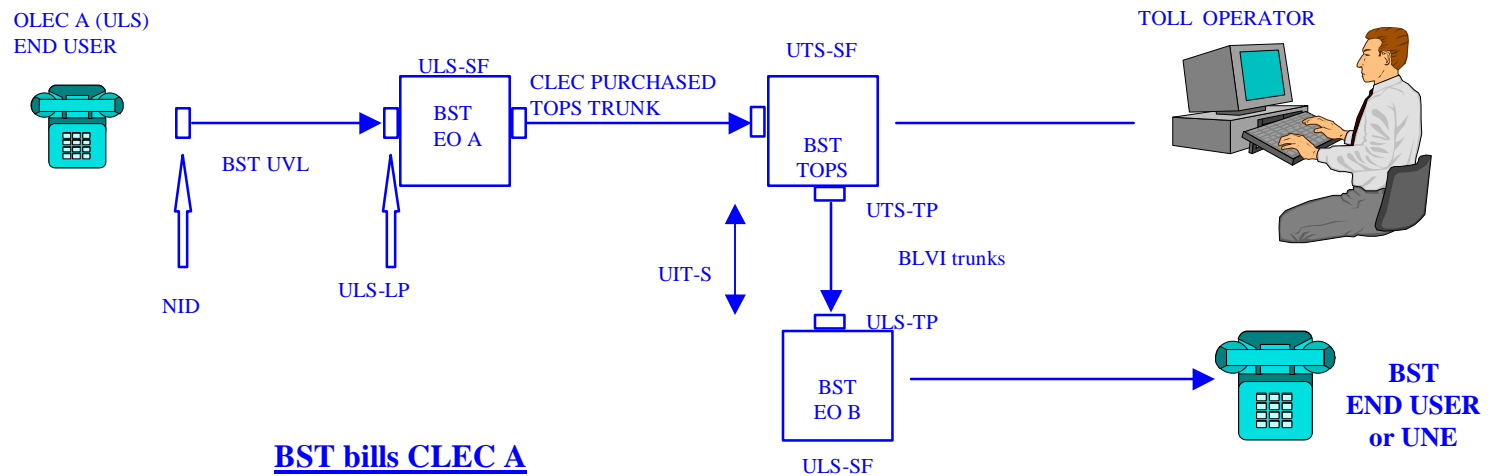 OLEC A (ULS)
END USER
TOLL OPERATOR
ULS-SF
UTS-SF
CLEC PURCHASED
TOPS TRUNK
BST
EO A
BST
TOPS
BST UVL
UTS-TP
BLVI trunks
UIT-S
NID
ULS-LP
ULS-TP
BST
EO B
BST
END USER
or UNE
BST bills CLEC A
ULS-SF